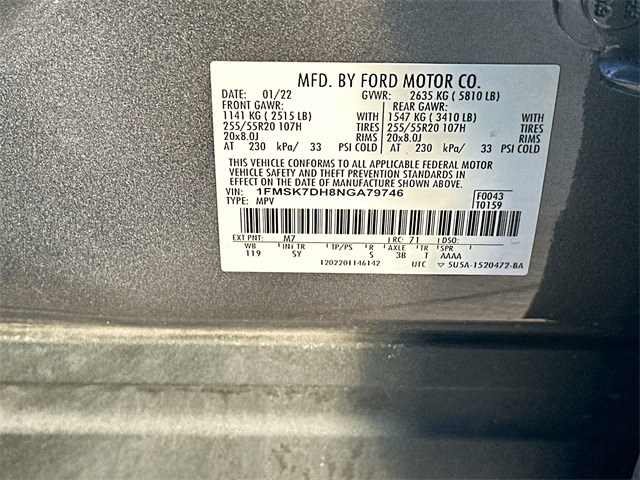 MFD. BY FORD MOTOR CO.
DATE: 01/22 GVWR: 2635 KG ( 5810 LB)
FRONT GAWR: REAR GAWR:
1141 KG ( 2515 LB) WITH 1547 KG ( 3410 LB) WITH
255/55R20 107H TIRES 255/55R20 107H TIRES
20x8.0J RIMS 20x8.0J RIMS
AT 230 kPa/ 33 PSI COLD AT 230 kPa/ 33 PSI COLD
THIS VEHICLE CONFORMS TO ALL APPLICABLE FEDERAL MOTOR
VEHICLE SAFETY AND THEFT PREVENTION STANDARDS IN
EFFECT ON THE DATE OF MANUFACTURE SHOWN ABOVE.
VIN: 1FMSK7DH8NGA79746 F0043
TYPE: MPV T0159
EXT PNT: M7 RC: 71 DSO:
WB INT TR TP/PS R AXLE TR SPR
119 SY S 3B T AAAA
1202201146142 UTC ▽ 5U5A-1520472-BA